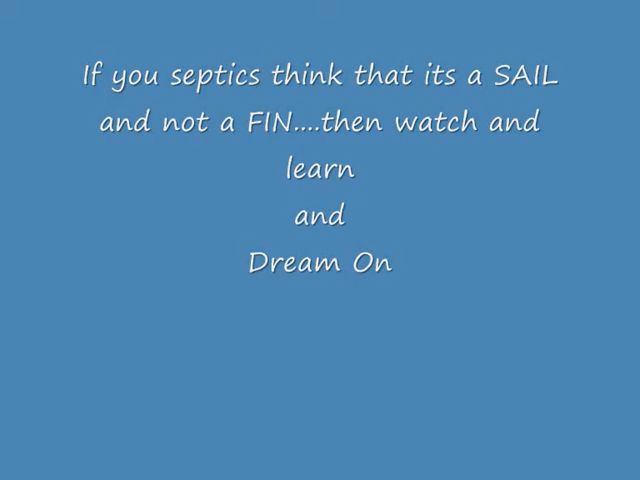 If you septics think that its a SAIL
and not a FIN....then watch and
learn
and
Dream On